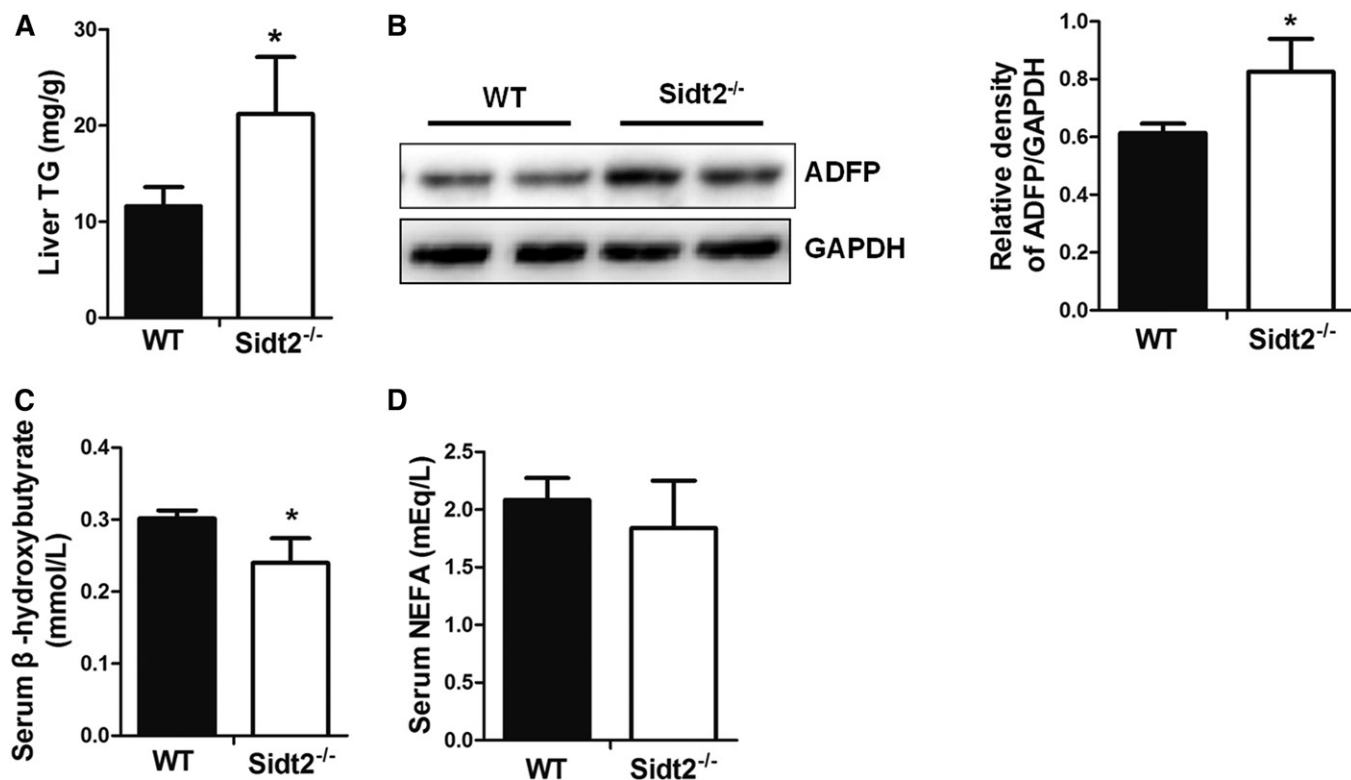 A
Liver TG (mg/g)
30
20
10
0
WT
Sidt2-/-
*
B
WT
Sidt2-/-
ADFP
GAPDH
Relative density
of ADFP/GAPDH
1.0
0.8
0.6
0.4
0.2
0.0
WT
Sidt2-/-
*
C
Serum β -hydroxybutyrate
(mmol/L)
0.4
0.3
0.2
0.1
0.0
WT
Sidt2-/-
*
D
Serum NEFA (mEq/L)
2.5
2.0
1.5
1.0
0.5
0.0
WT
Sidt2-/-